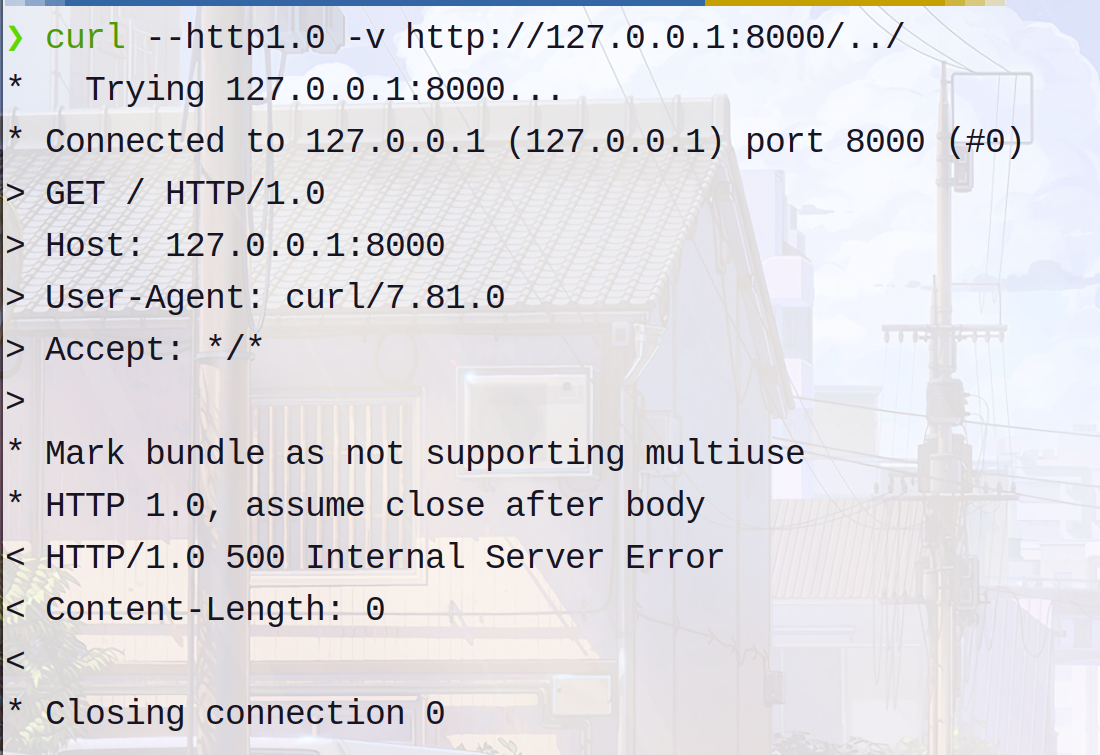 ❯ curl --http1.0 -v http://127.0.0.1:8000/../
*   Trying 127.0.0.1:8000...
* Connected to 127.0.0.1 (127.0.0.1) port 8000 (#0)
> GET / HTTP/1.0
> Host: 127.0.0.1:8000
> User-Agent: curl/7.81.0
> Accept: */*
>
* Mark bundle as not supporting multiuse
* HTTP 1.0, assume close after body
< HTTP/1.0 500 Internal Server Error
< Content-Length: 0
<
* Closing connection 0